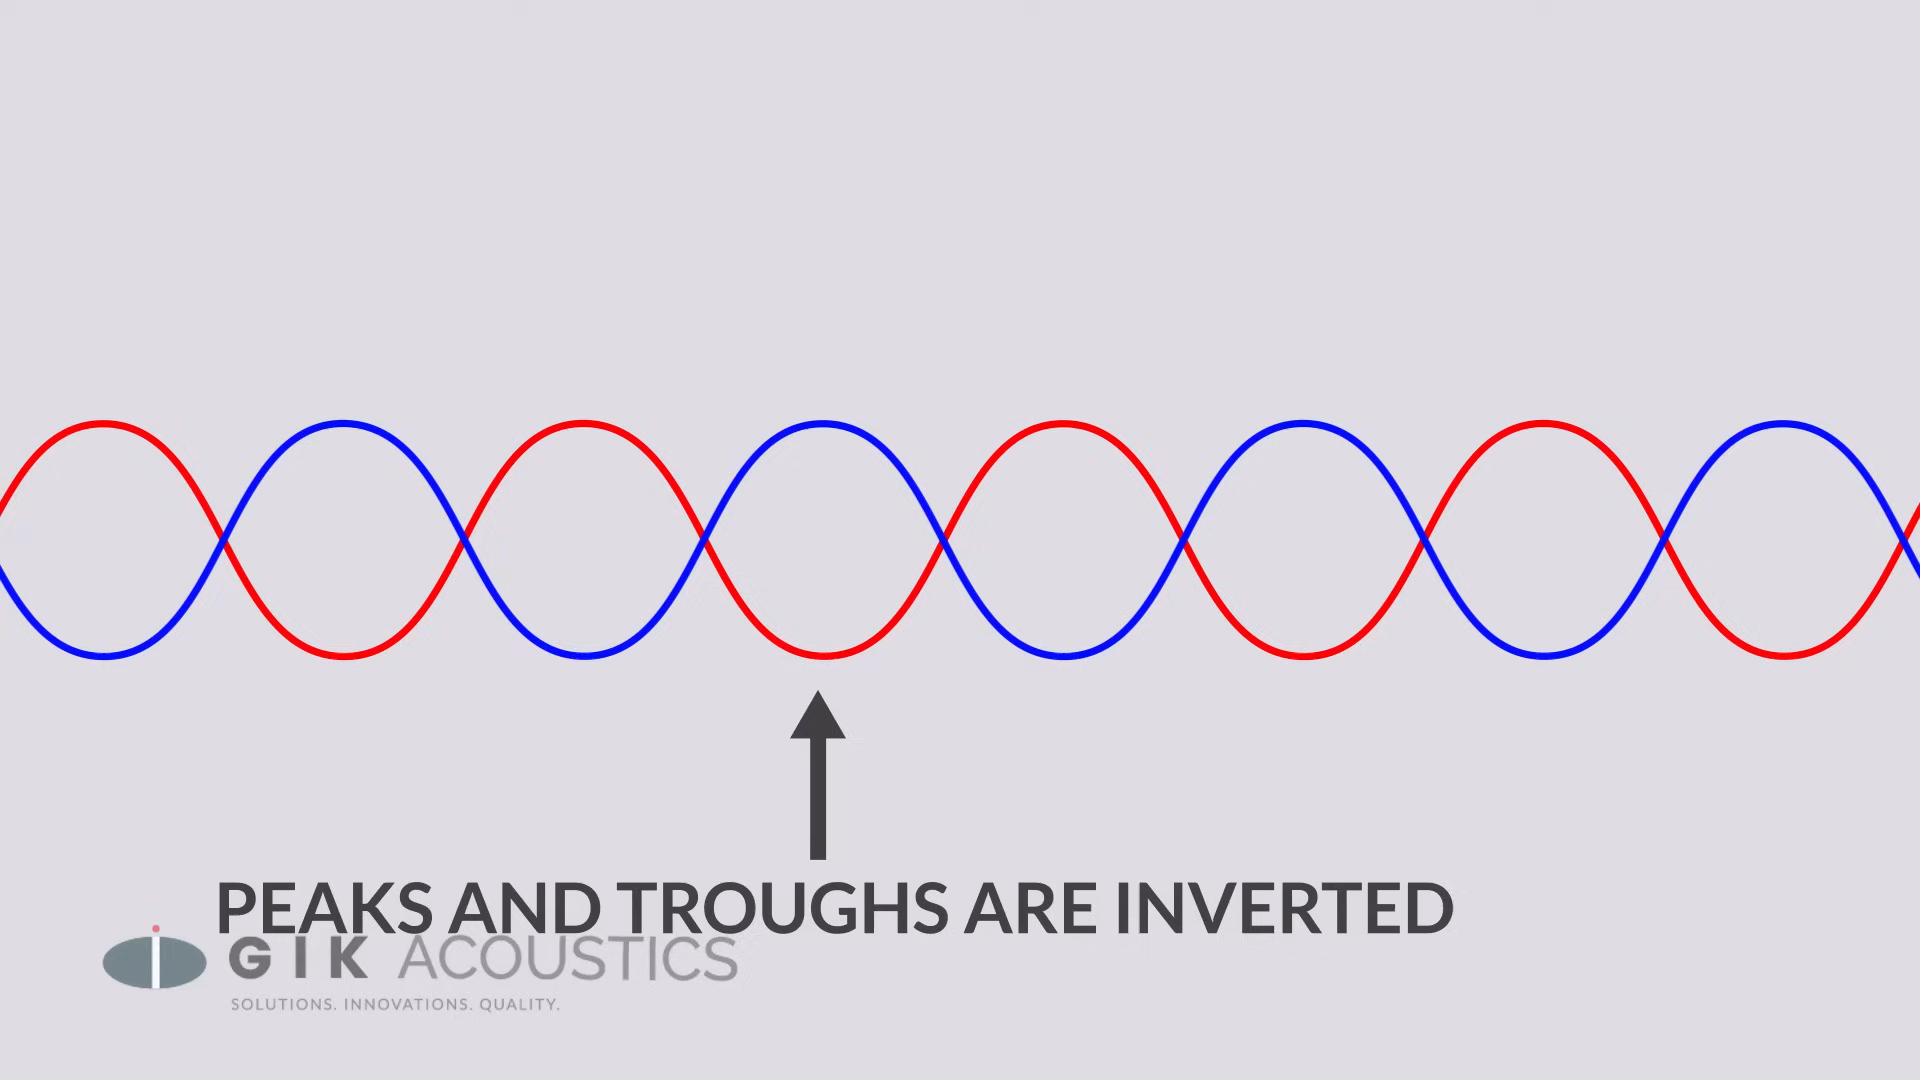 PEAKS AND TROUGHS ARE INVERTED
GIK ACOUSTICS
SOLUTIONS. INNOVATIONS. QUALITY.